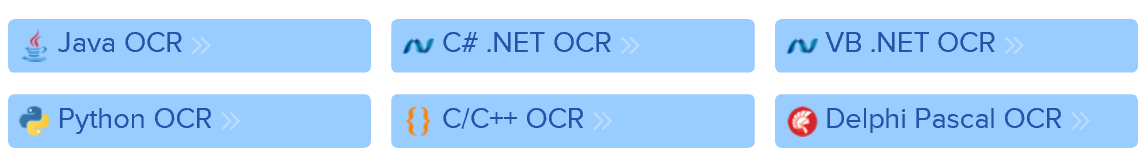 Java OCR »
C# .NET OCR »
VB .NET OCR »
Python OCR »
C/C++ OCR »
Delphi Pascal OCR »